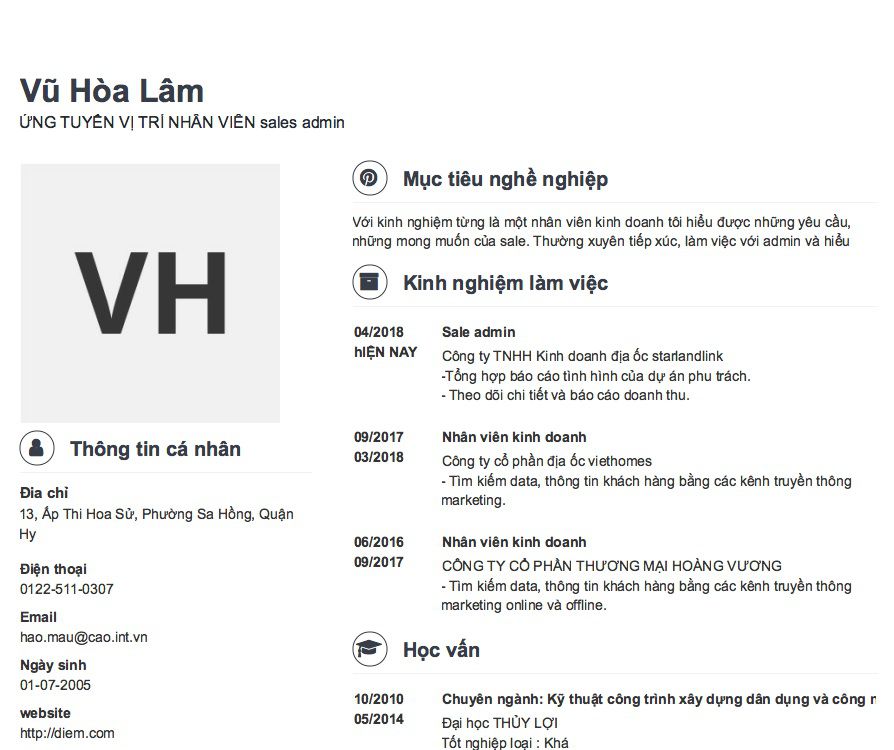 Vũ Hòa Lâm
ỨNG TUYỂN VỊ TRÍ NHÂN VIÊN sales admin
VH
Thông tin cá nhân
Đia chỉ
13, Ấp Thi Hoa Sử, Phường Sa Hồng, Quận
Hy
Điện thoại
0122-511-0307
Email
hao.mau@cao.int.vn
Ngày sinh
01-07-2005
website
http://diem.com
Mục tiêu nghề nghiệp
Với kinh nghiệm từng là một nhân viên kinh doanh tôi hiểu được những yêu cầu,
những mong muốn của sale. Thường xuyên tiếp xúc, làm việc với admin và hiểu
Kinh nghiệm làm việc
04/2018 Sale admin
hIỆN NAY Công ty TNHH Kinh doanh địa ốc starlandlink
-Tổng hợp báo cáo tình hình của dự án phu trách.
- Theo dõi chi tiết và báo cáo doanh thu.
09/2017 Nhân viên kinh doanh
03/2018 Công ty cổ phần địa ốc viethomes
- Tìm kiếm data, thông tin khách hàng bằng các kênh truyền thông
marketing.
06/2016 Nhân viên kinh doanh
09/2017 CÔNG TY CỔ PHẦN THƯƠNG MẠI HOÀNG VƯƠNG
- Tìm kiếm data, thông tin khách hàng bằng các kênh truyền thông
marketing online và offline.
Học vấn
10/2010 Chuyên ngành: Kỹ thuật công trình xây dựng dân dụng và công
05/2014 Đại học THỦY LỢI
Tốt nghiệp loại : Khá